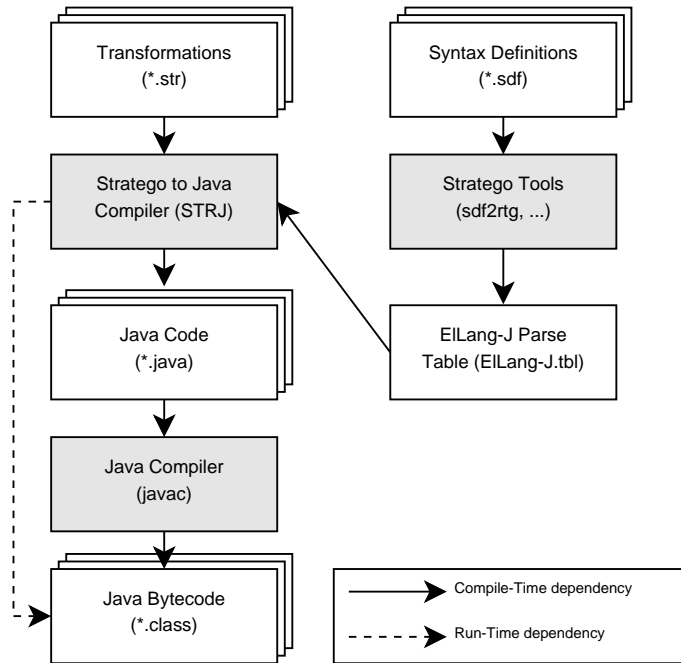 Transformations
(*.str)
Syntax Definitions
(*.sdf)
Stratego to Java
Compiler (STRJ)
Stratego Tools
(sdf2rtg, ...)
Java Code
(*.java)
ElLang-J Parse
Table (ElLang-J.tbl)
Java Compiler
(javac)
Java Bytecode
(*.class)
Compile-Time dependency
Run-Time dependency